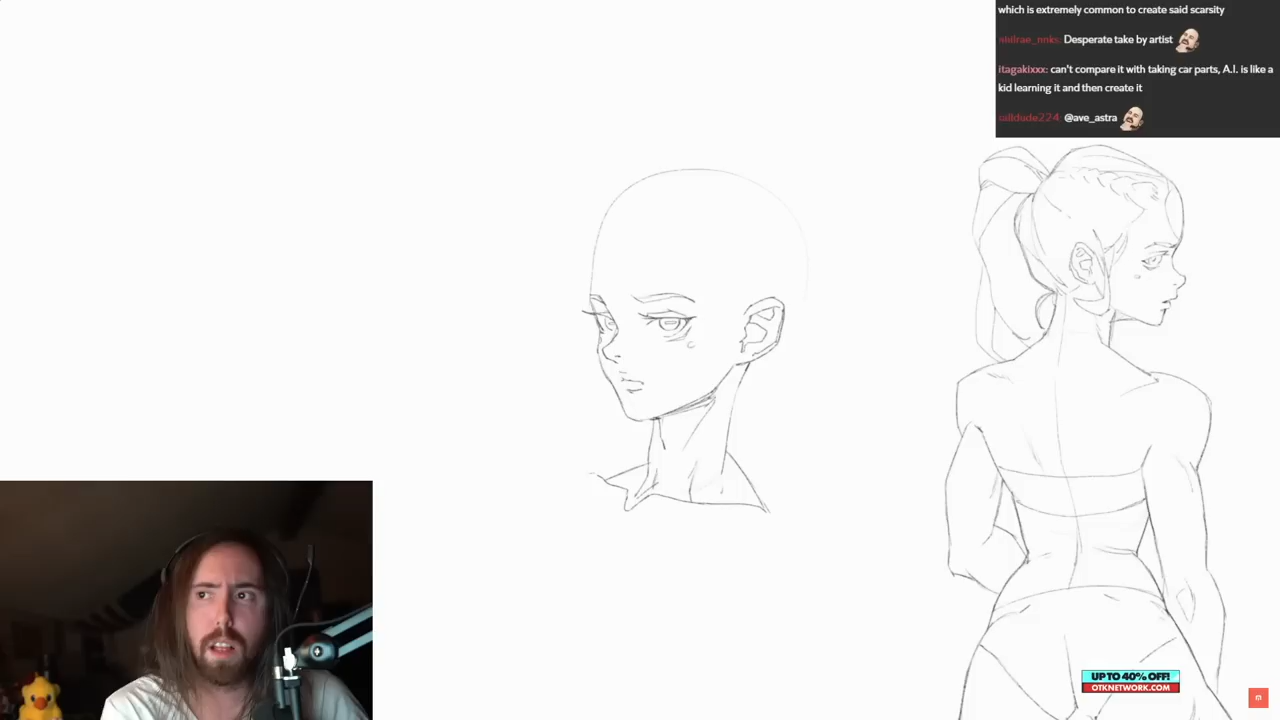 which is extremely common to create said scarsity
Desperate take by artist
itagakixxx: can't compare it with taking car parts, A.I. is like a
kid learning it and then create it
@ave_astra
UP TO 40% OFF!
OTKNETWORK.COM